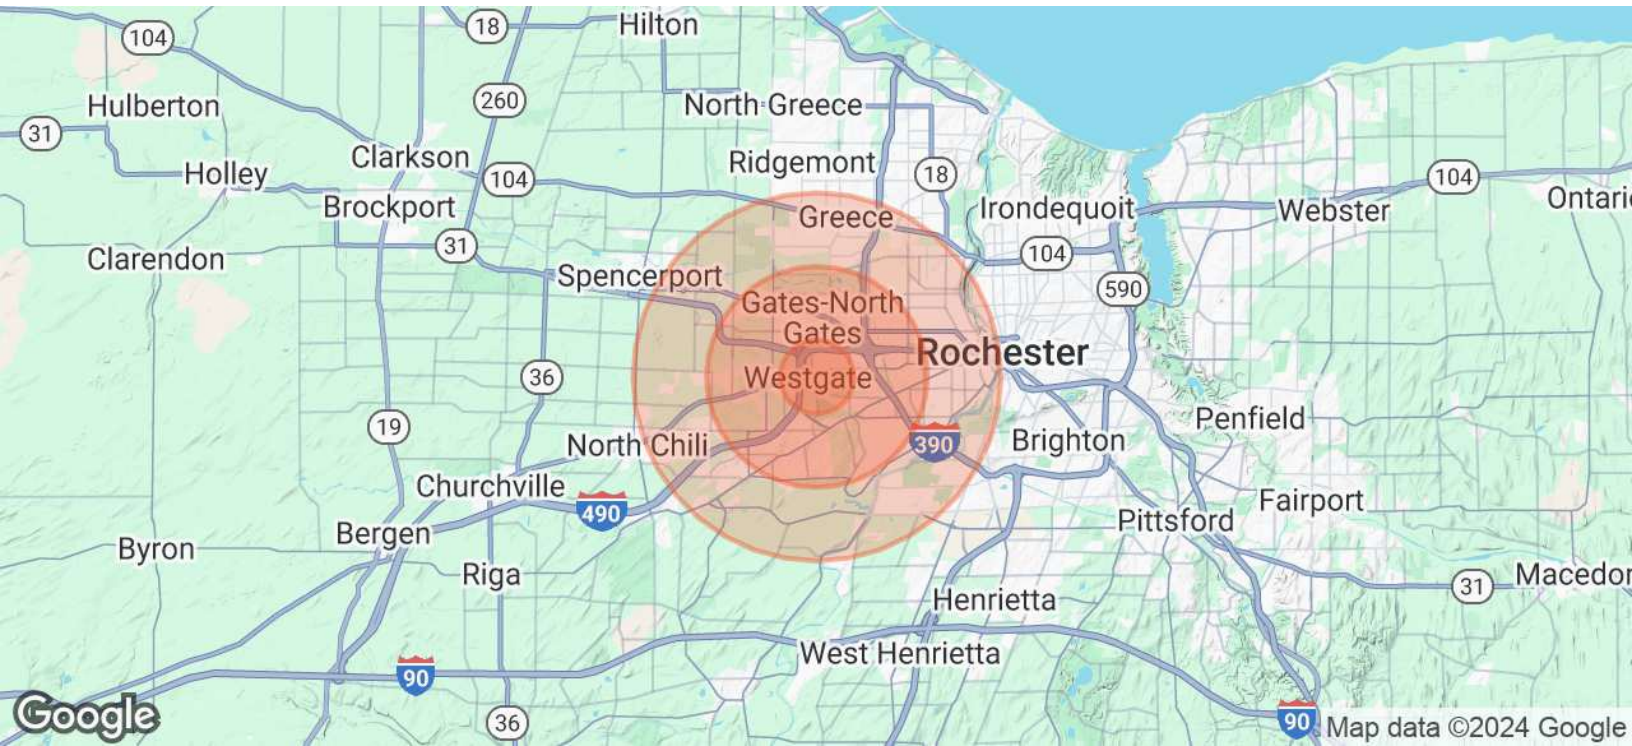 18
Hilton
104
260
Hulberton
North Greece
31
Clarkson
Ridgemont
Holley
104
18
104
Brockport
Greece
Irondequoit
Webster
Ontari
31
104
Clarendon
Spencerport
590
Gates-North
Gates
Rochester
36
Westgate
19
Penfield
North Chili
390
Brighton
Churchville
490
Fairport
Bergen
Pittsford
Byron
Riga
31
Macedor
Henrietta
West Henrietta
90
Google
36
90
Map data ©2024 Google